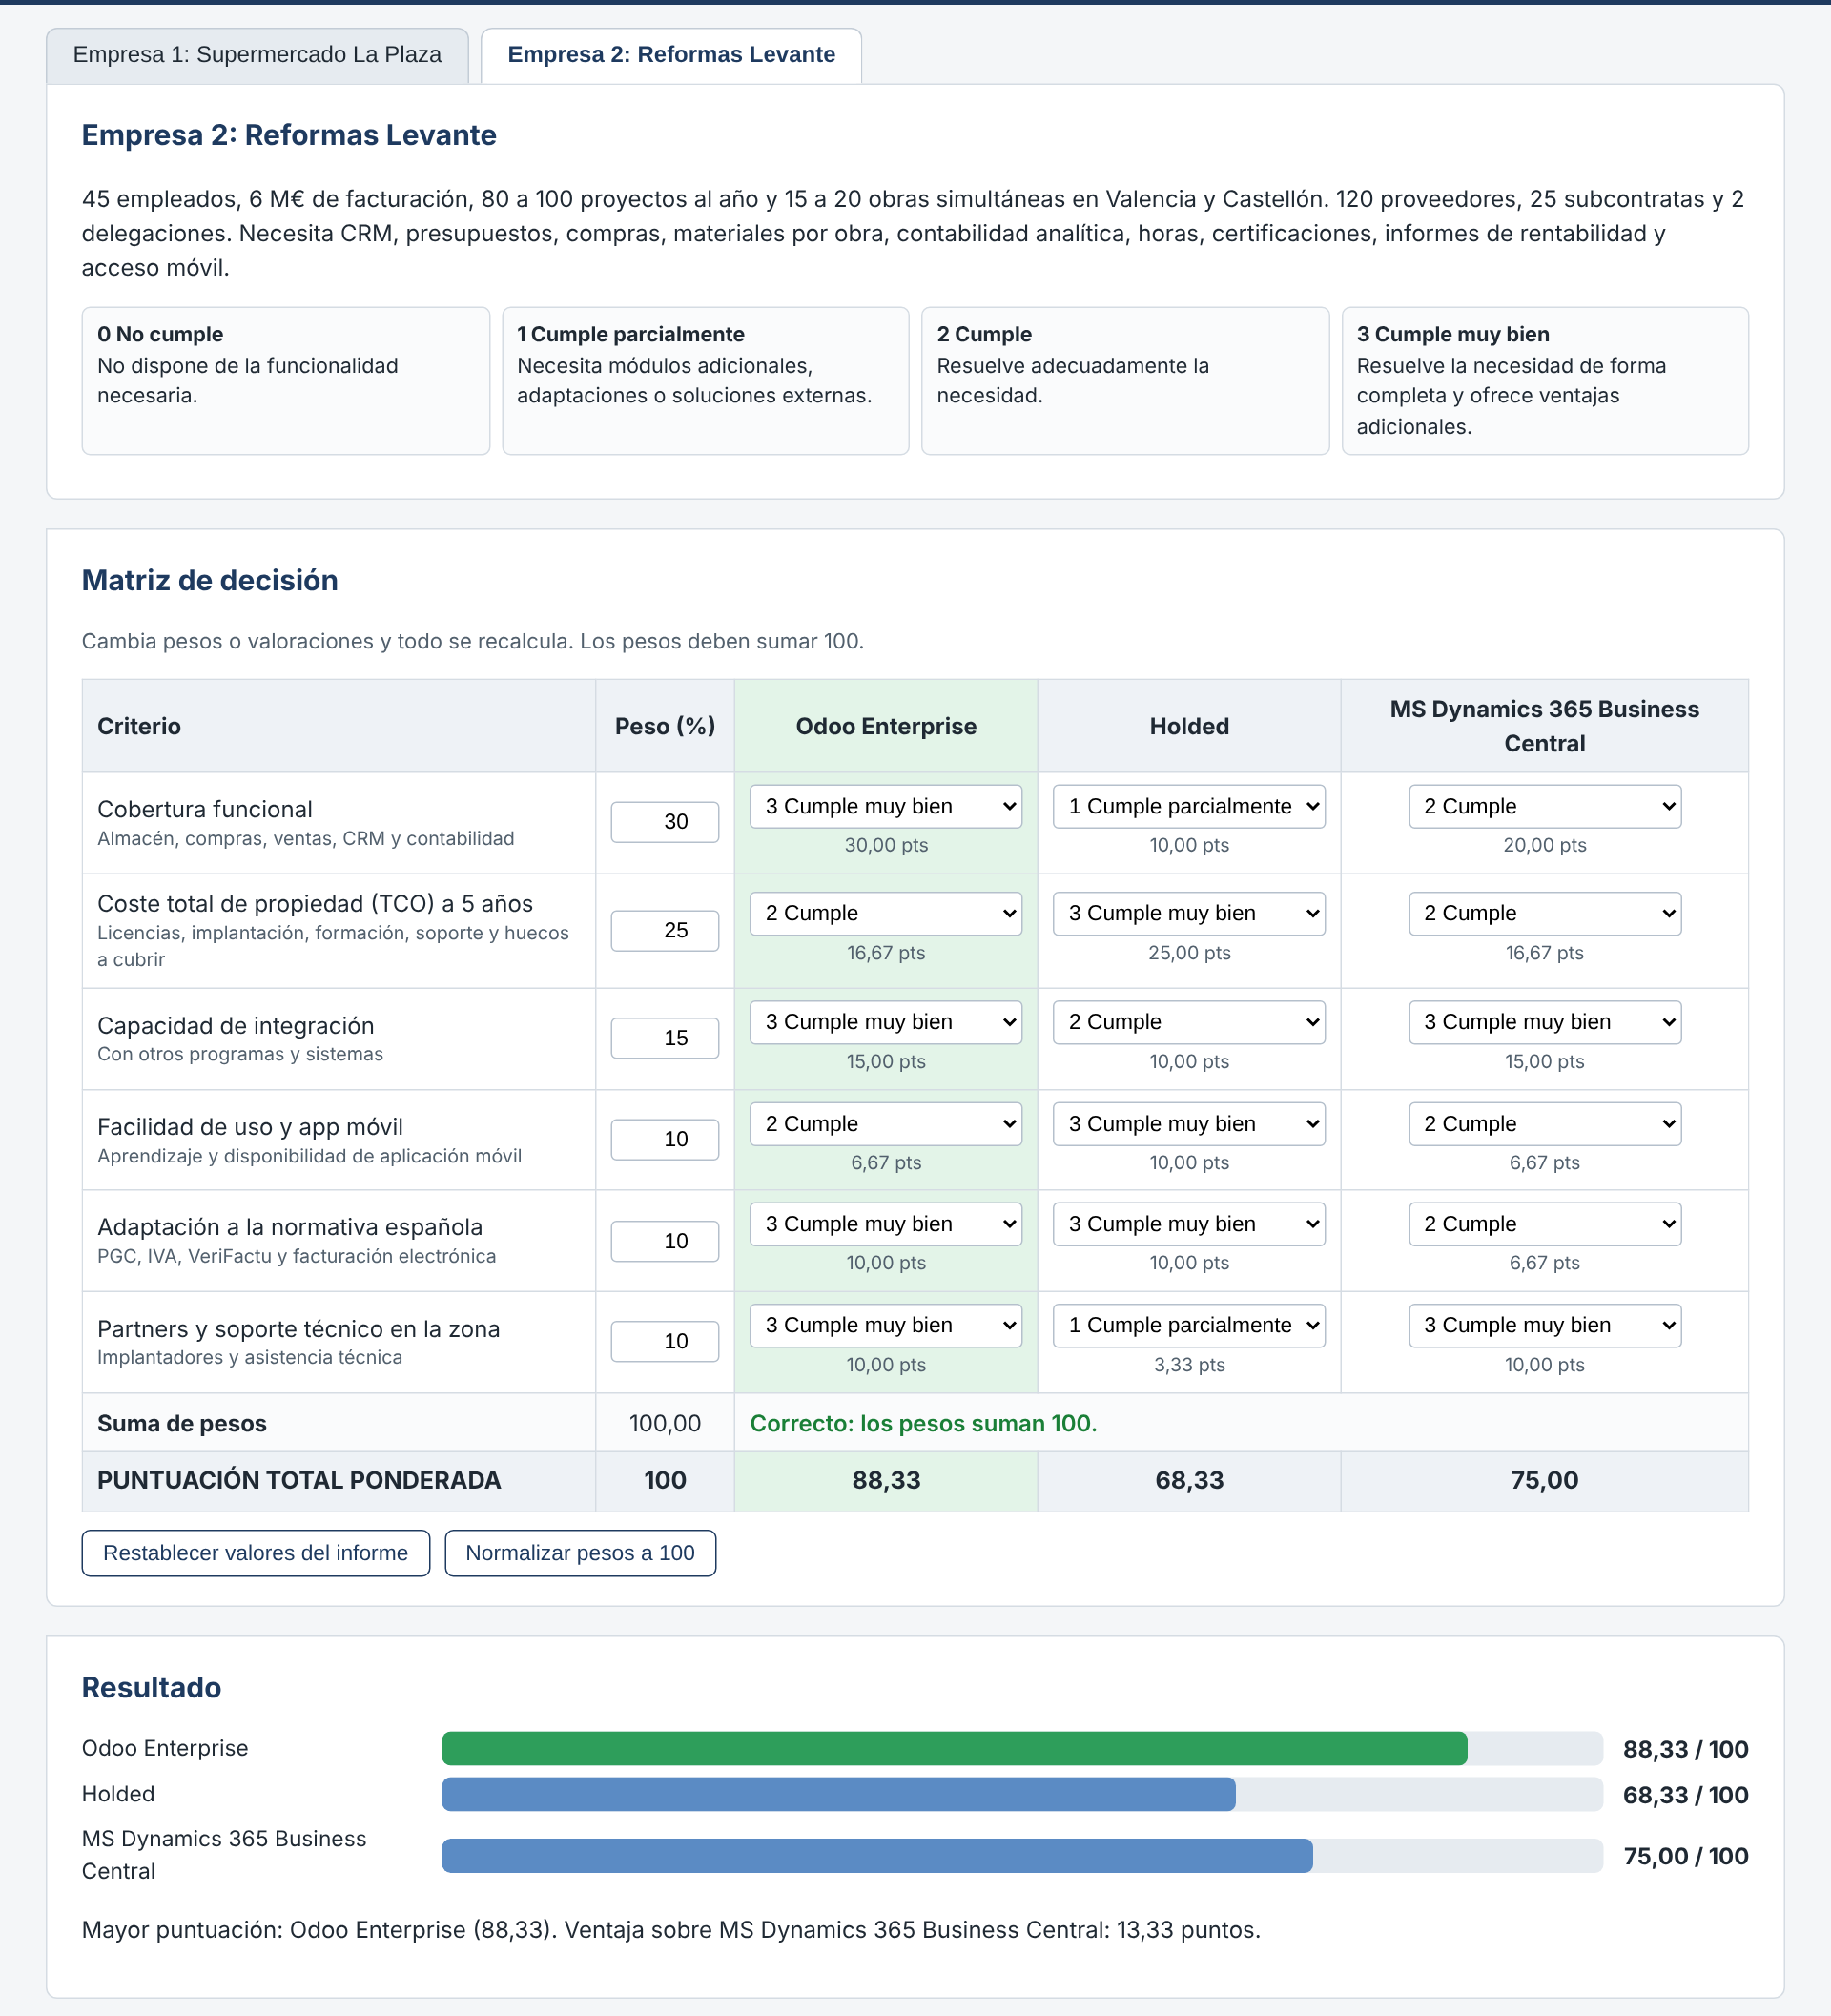 Empresa 1: Supermercado La Plaza
Empresa 2: Reformas Levante
Empresa 2: Reformas Levante
45 empleados, 6 M€ de facturación, 80 a 100 proyectos al año y 15 a 20 obras simultáneas en Valencia y Castellón. 120 proveedores, 25 subcontratas y 2
delegaciones. Necesita CRM, presupuestos, compras, materiales por obra, contabilidad analítica, horas, certificaciones, informes de rentabilidad y
acceso móvil.
0 No cumple
No dispone de la funcionalidad
necesaria.
1 Cumple parcialmente
Necesita módulos adicionales,
adaptaciones o soluciones externas.
2 Cumple
Resuelve adecuadamente la
necesidad.
3 Cumple muy bien
Resuelve la necesidad de forma
completa y ofrece ventajas
adicionales.
Matriz de decisión
Cambia pesos o valoraciones y todo se recalcula. Los pesos deben sumar 100.
Criterio
Peso (%)
Odoo Enterprise
Holded
MS Dynamics 365 Business
Central
Cobertura funcional
Almacén, compras, ventas, CRM y contabilidad
30
3 Cumple muy bien
30,00 pts
1 Cumple parcialmente
10,00 pts
2 Cumple
20,00 pts
Coste total de propiedad (TCO) a 5 años
Licencias, implantación, formación, soporte y huecos
a cubrir
25
2 Cumple
16,67 pts
3 Cumple muy bien
25,00 pts
2 Cumple
16,67 pts
Capacidad de integración
Con otros programas y sistemas
15
3 Cumple muy bien
15,00 pts
2 Cumple
10,00 pts
3 Cumple muy bien
15,00 pts
Facilidad de uso y app móvil
Aprendizaje y disponibilidad de aplicación móvil
10
2 Cumple
6,67 pts
3 Cumple muy bien
10,00 pts
2 Cumple
6,67 pts
Adaptación a la normativa española
PGC, IVA, VeriFactu y facturación electrónica
10
3 Cumple muy bien
10,00 pts
3 Cumple muy bien
10,00 pts
2 Cumple
6,67 pts
Partners y soporte técnico en la zona
Implantadores y asistencia técnica
10
3 Cumple muy bien
10,00 pts
1 Cumple parcialmente
3,33 pts
3 Cumple muy bien
10,00 pts
Suma de pesos
100,00
Correcto: los pesos suman 100.
PUNTUACIÓN TOTAL PONDERADA
100
88,33
68,33
75,00
Restablecer valores del informe
Normalizar pesos a 100
Resultado
Odoo Enterprise
88,33 / 100
Holded
68,33 / 100
MS Dynamics 365 Business
Central
75,00 / 100
Mayor puntuación: Odoo Enterprise (88,33). Ventaja sobre MS Dynamics 365 Business Central: 13,33 puntos.